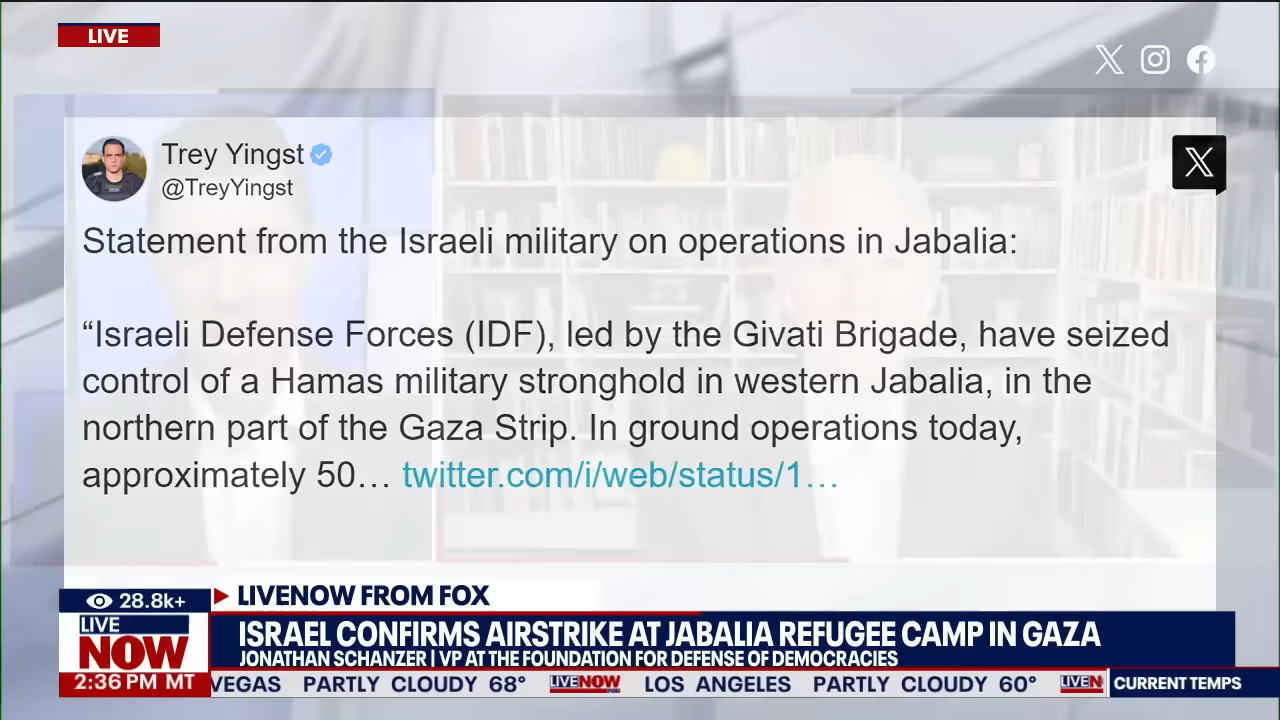 LIVE
Trey Yingst
@TreyYingst
Statement from the Israeli military on operations in Jabalia:
“Israeli Defense Forces (IDF), led by the Givati Brigade, have seized
control of a Hamas military stronghold in western Jabalia, in the
northern part of the Gaza Strip. In ground operations today,
approximately 50… twitter.com/i/web/status/1…
28.8k+
LIVENOW FROM FOX
LIVE
NOW
ISRAEL CONFIRMS AIRSTRIKE AT JABALIA REFUGEE CAMP IN GAZA
JONATHAN SCHANZER | VP AT THE FOUNDATION FOR DEFENSE OF DEMOCRACIES
2:36 PM MT
VEGAS PARTLY CLOUDY 68° LIVENOW FOX LOS ANGELES PARTLY CLOUDY 60° LIVEN CURRENT TEMPS